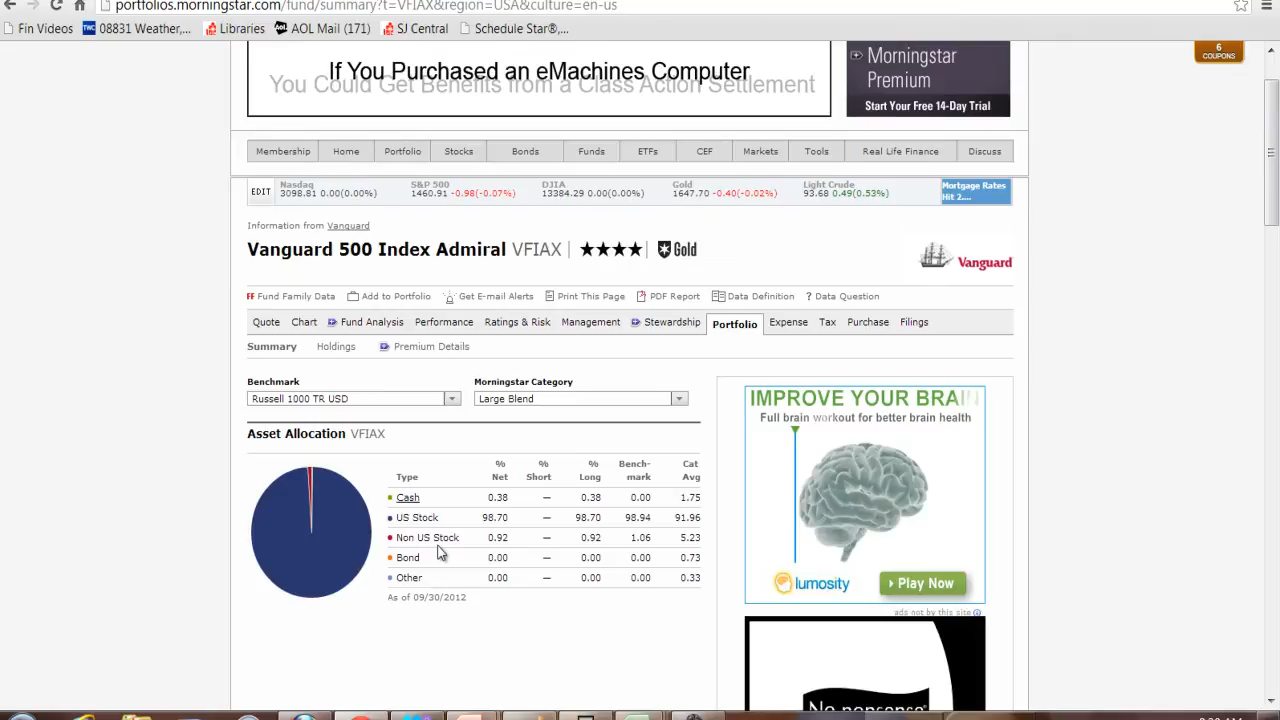 portfolios.morningstar.com/fund/summary?t=VFIAX&region=USA&culture=en-us
Fin Videos TWC 08831 Weather,... Libraries AOL Mail (171) SJ Central Schedule Star®,...
6
COUPONS
If You Purchased an eMachines Computer
You Could Get Benefits from a Class Action Settlement
Morningstar
Premium
Start Your Free 14-Day Trial
Membership Home Portfolio Stocks Bonds Funds ETFs CEF Markets Tools Real Life Finance Discuss
EDIT
Nasdaq
3098.81 0.00(0.00%)
S&P 500
1460.91 -0.98(-0.07%)
DJIA
13384.29 0.00(0.00%)
Gold
1647.70 -0.40(-0.02%)
Light Crude
93.68 0.49(0.53%)
Mortgage Rates
Hit 2....
Information from Vanguard
Vanguard 500 Index Admiral VFIAX ★★★★ Gold
Vanguard
FF Fund Family Data Add to Portfolio Get E-mail Alerts Print This Page PDF Report Data Definition ? Data Question
Quote Chart Fund Analysis Performance Ratings & Risk Management Stewardship Portfolio Expense Tax Purchase Filings
Summary Holdings Premium Details
Benchmark
Russell 1000 TR USD
Morningstar Category
Large Blend
Asset Allocation VFIAX
Type % Net % Short % Long Bench-mark Cat Avg
Cash 0.38 — 0.38 0.00 1.75
US Stock 98.70 — 98.70 98.94 91.96
Non US Stock 0.92 — 0.92 1.06 5.23
Bond 0.00 — 0.00 0.00 0.73
Other 0.00 — 0.00 0.00 0.33
As of 09/30/2012
IMPROVE YOUR BRAIN
Full brain workout for better brain health
lumosity
Play Now
ads not by this site
No nonsense